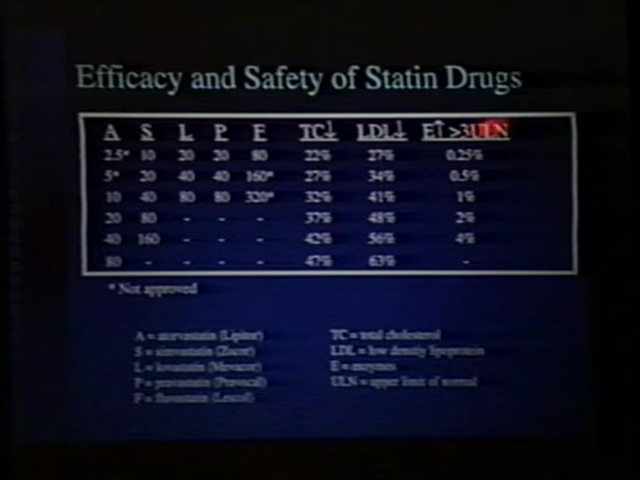 Efficacy and Safety of Statin Drugs
A S L P F TC↓ LDL↓ E↑ >3ULN
2.5* 10 20 20 80 22% 27% 0.25%
5* 20 40 40 160* 27% 34% 0.5%
10 40 80 80 320* 32% 41% 1%
20 80 - - - 37% 48% 2%
40 160 - - - 42% 56% 4%
80 - - - - 47% 63% -
* Not approved
A = atorvastatin (Lipitor)
S = simvastatin (Zocor)
L = lovastatin (Mevacor)
P = pravastatin (Pravacol)
F = fluvastatin (Lescol)
TC = total cholesterol
LDL = low density lipoprotein
E = enzymes
ULN = upper limit of normal